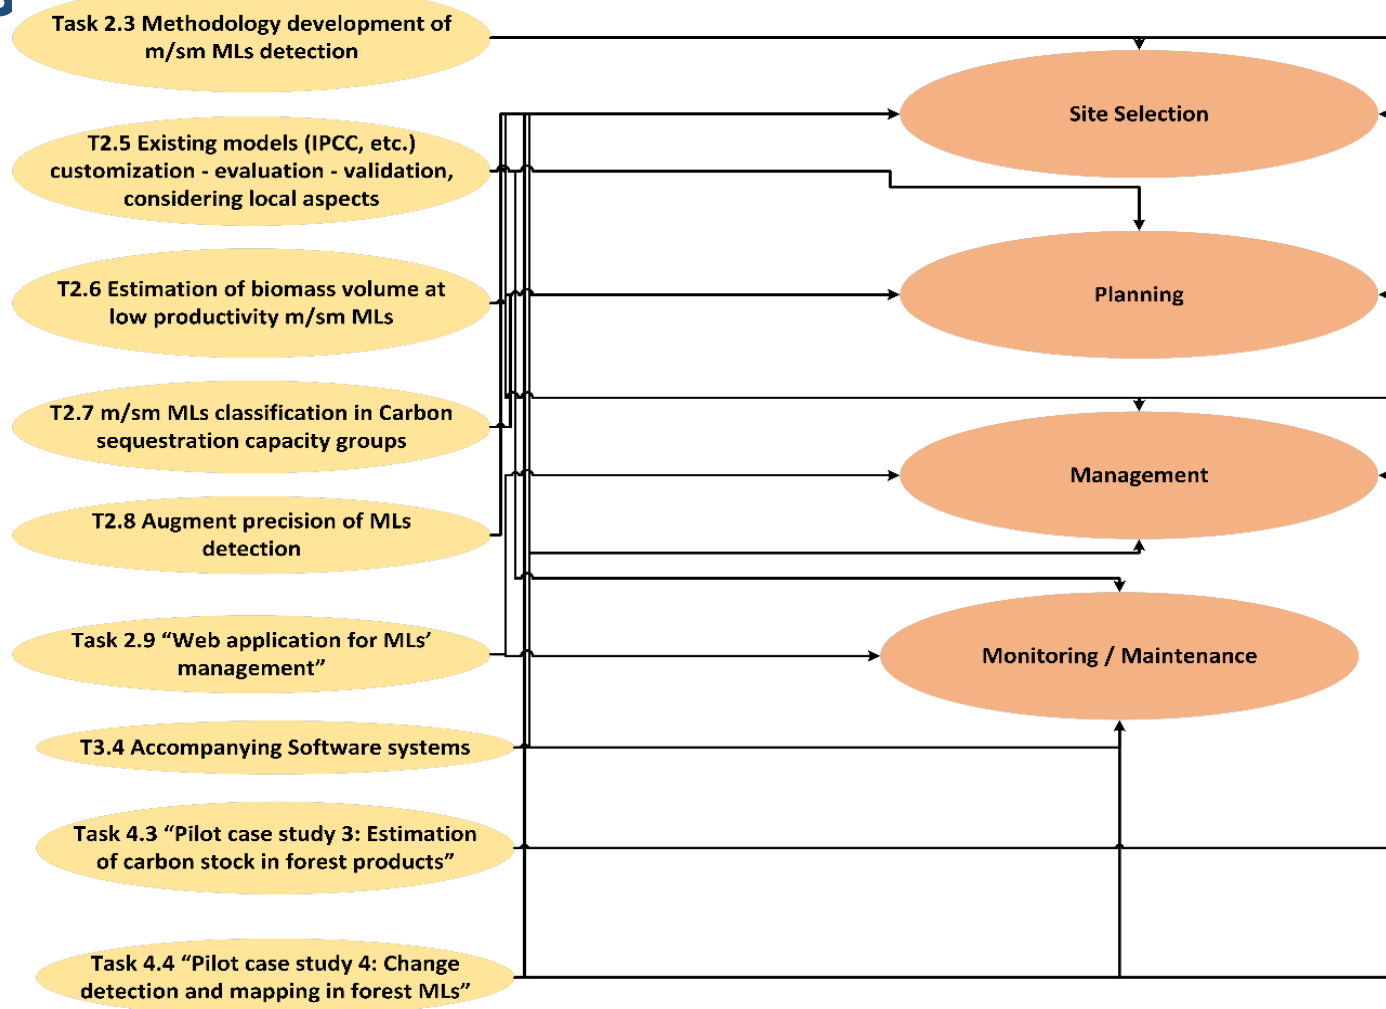 Task 2.3 Methodology development of
m/sm MLs detection
T2.5 Existing models (IPCC, etc.)
customization - evaluation - validation,
considering local aspects
T2.6 Estimation of biomass volume at
low productivity m/sm MLs
T2.7 m/sm MLs classification in Carbon
sequestration capacity groups
T2.8 Augment precision of MLs
detection
Task 2.9 “Web application for MLs’
management”
T3.4 Accompanying Software systems
Task 4.3 “Pilot case study 3: Estimation
of carbon stock in forest products”
Task 4.4 “Pilot case study 4: Change
detection and mapping in forest MLs”
Site Selection
Planning
Management
Monitoring / Maintenance